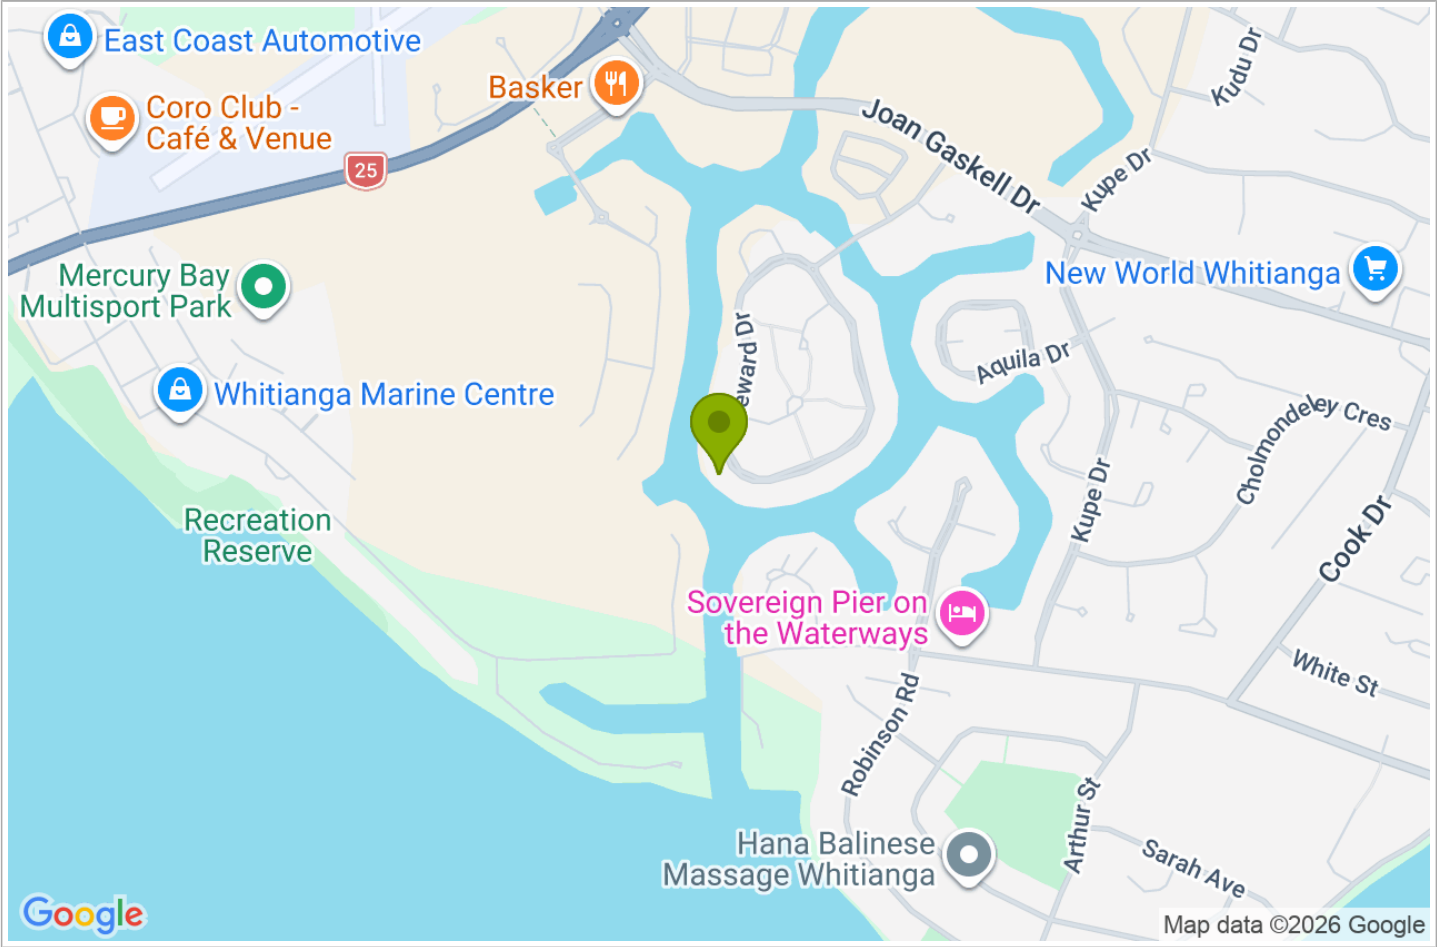 East Coast Automotive
Coro Club -
Café & Venue
Basker
25
Joan Gaskell Dr
Kudu Dr
Kupe Dr
Mercury Bay
Multisport Park
New World Whitianga
eward Dr
Aquila Dr
Whitianga Marine Centre
Cholmondeley Cres
Kupe Dr
Cook Dr
Recreation
Reserve
Sovereign Pier on
the Waterways
White St
Robinson Rd
Arthur St
Hana Balinese
Massage Whitianga
Sarah Ave
Google
Map data ©2026 Google